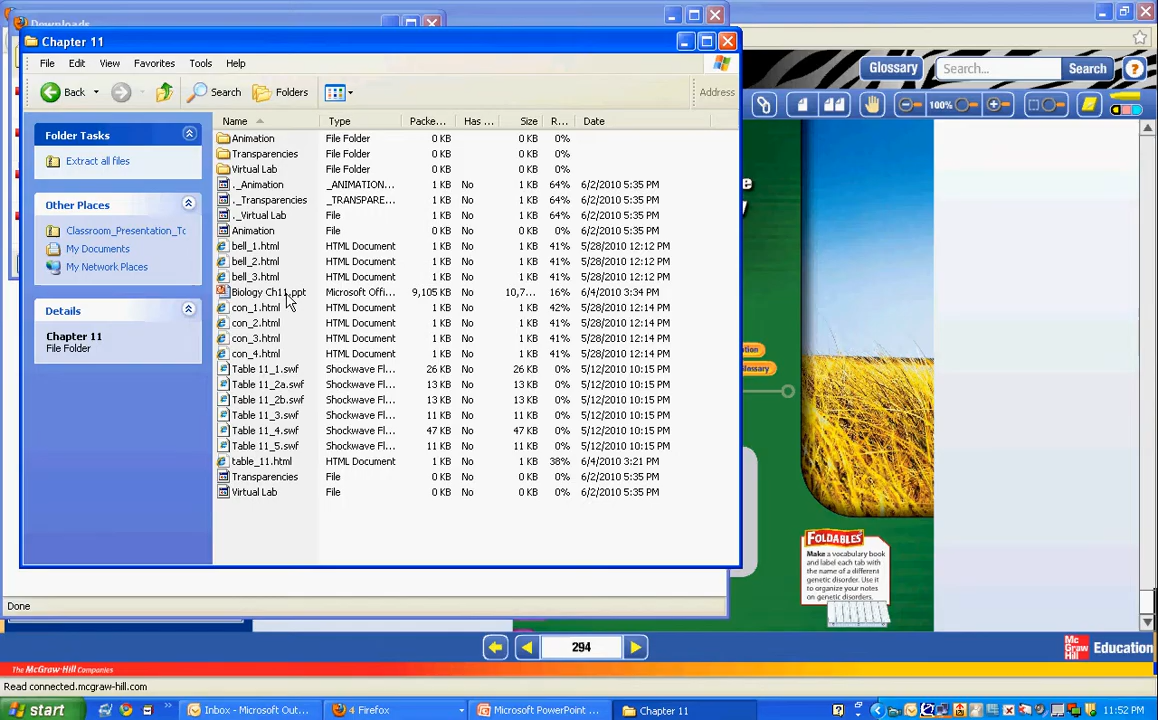 Downloads
Chapter 11
File Edit View Favorites Tools Help
Back Search Folders Address
Glossary Search... Search ?
100%
Folder Tasks
Extract all files
Other Places
Classroom_Presentation_To
My Documents
My Network Places
Details
Chapter 11
File Folder
Name Type Packe... Has ... Size R... Date
Animation File Folder 0 KB 0 KB 0%
Transparencies File Folder 0 KB 0 KB 0%
Virtual Lab File Folder 0 KB 0 KB 0%
._Animation _ANIMATION... 1 KB No 1 KB 64% 6/2/2010 5:35 PM
._Transparencies _TRANSPARE... 1 KB No 1 KB 64% 6/2/2010 5:35 PM
._Virtual Lab File 1 KB No 1 KB 64% 6/2/2010 5:35 PM
Animation File 0 KB No 0 KB 0% 6/2/2010 5:35 PM
bell_1.html HTML Document 1 KB No 1 KB 41% 5/28/2010 12:12 PM
bell_2.html HTML Document 1 KB No 1 KB 41% 5/28/2010 12:12 PM
bell_3.html HTML Document 1 KB No 1 KB 41% 5/28/2010 12:12 PM
Biology Ch11.ppt Microsoft Offi... 9,105 KB No 10,7... 16% 6/4/2010 3:34 PM
con_1.html HTML Document 1 KB No 1 KB 42% 5/28/2010 12:14 PM
con_2.html HTML Document 1 KB No 1 KB 41% 5/28/2010 12:14 PM
con_3.html HTML Document 1 KB No 1 KB 41% 5/28/2010 12:14 PM
con_4.html HTML Document 1 KB No 1 KB 41% 5/28/2010 12:14 PM
Table 11_1.swf Shockwave Fl... 26 KB No 26 KB 0% 5/12/2010 10:15 PM
Table 11_2a.swf Shockwave Fl... 13 KB No 13 KB 0% 5/12/2010 10:15 PM
Table 11_2b.swf Shockwave Fl... 13 KB No 13 KB 0% 5/12/2010 10:15 PM
Table 11_3.swf Shockwave Fl... 11 KB No 11 KB 0% 5/12/2010 10:15 PM
Table 11_4.swf Shockwave Fl... 47 KB No 47 KB 0% 5/12/2010 10:15 PM
Table 11_5.swf Shockwave Fl... 11 KB No 11 KB 0% 5/12/2010 10:15 PM
table_11.html HTML Document 1 KB No 1 KB 38% 6/4/2010 3:21 PM
Transparencies File 0 KB No 0 KB 0% 6/2/2010 5:35 PM
Virtual Lab File 0 KB No 0 KB 0% 6/2/2010 5:35 PM
FOLDABLES
Make a vocabulary book
and label each tab with
the name of a different
genetic disorder. Use it
to organize your notes
on genetic disorders.
Done
294
Mc Graw Hill Education
The McGraw-Hill Companies
Read connected.mcgraw-hill.com
start Inbox - Microsoft Out... 4 Firefox Microsoft PowerPoint ... Chapter 11 11:52 PM